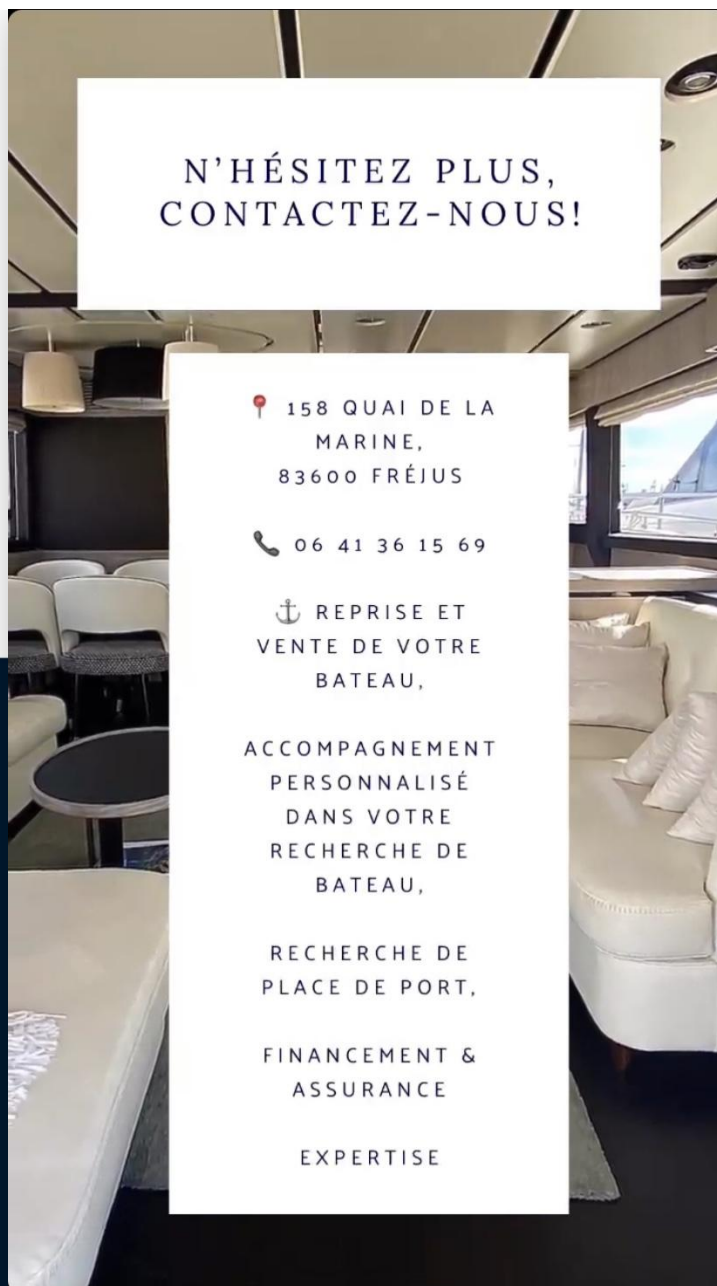 N’HÉSITEZ PLUS,
CONTACTEZ-NOUS!
📍 158 QUAI DE LA
MARINE,
83600 FRÉJUS
📞 06 41 36 15 69
⚓ REPRISE ET
VENTE DE VOTRE
BATEAU,
ACCOMPAGNEMENT
PERSONNALISÉ
DANS VOTRE
RECHERCHE DE
BATEAU,
RECHERCHE DE
PLACE DE PORT,
FINANCEMENT &
ASSURANCE
EXPERTISE